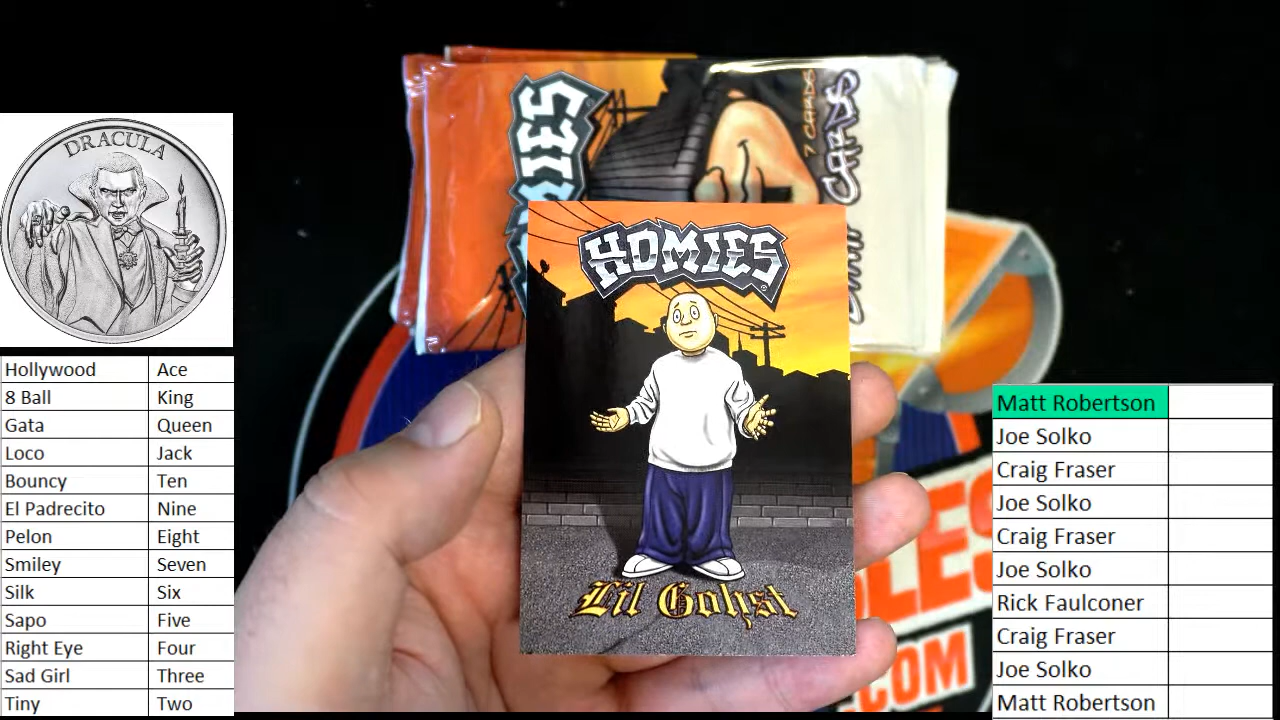 DRACULA
Hollywood Ace
8 Ball King
Gata Queen
Loco Jack
Bouncy Ten
El Padrecito Nine
Pelon Eight
Smiley Seven
Silk Six
Sapo Five
Right Eye Four
Sad Girl Three
Tiny Two
7 CARDS
CARDS
HOMIES
Lil Gohst
.COM
Matt Robertson
Joe Solko
Craig Fraser
Joe Solko
Craig Fraser
Joe Solko
Rick Faulconer
Craig Fraser
Joe Solko
Matt Robertson